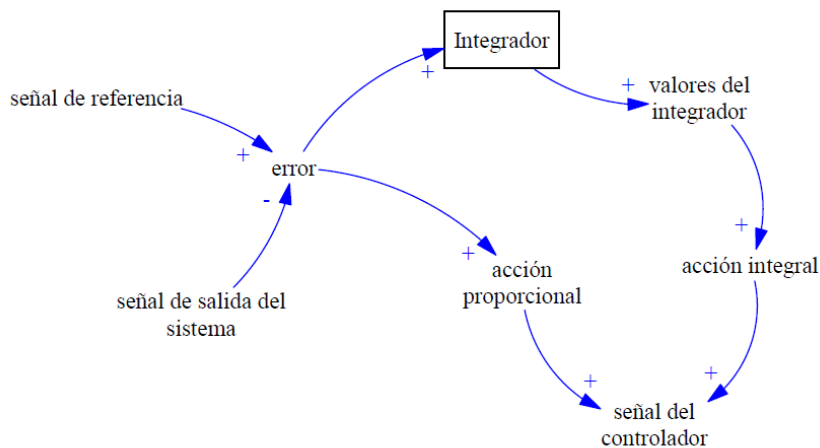 Integrador
+
+ valores del
integrador
señal de referencia
+
error
-
+
+
acción
proporcional
acción integral
señal de salida del
sistema
+
+
señal del
controlador